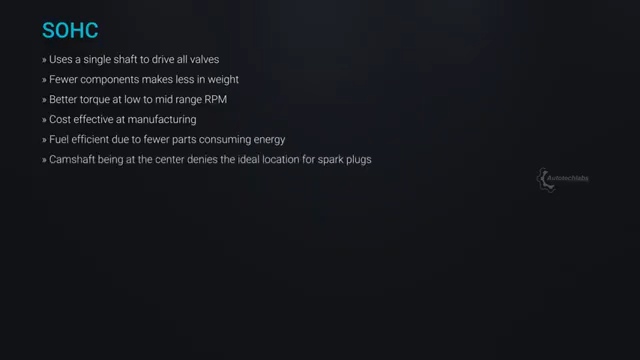 SOHC
» Uses a single shaft to drive all valves
» Fewer components makes less in weight
» Better torque at low to mid range RPM
» Cost effective at manufacturing
» Fuel efficient due to fewer parts consuming energy
» Camshaft being at the center denies the ideal location for spark plugs
Autotechlabs